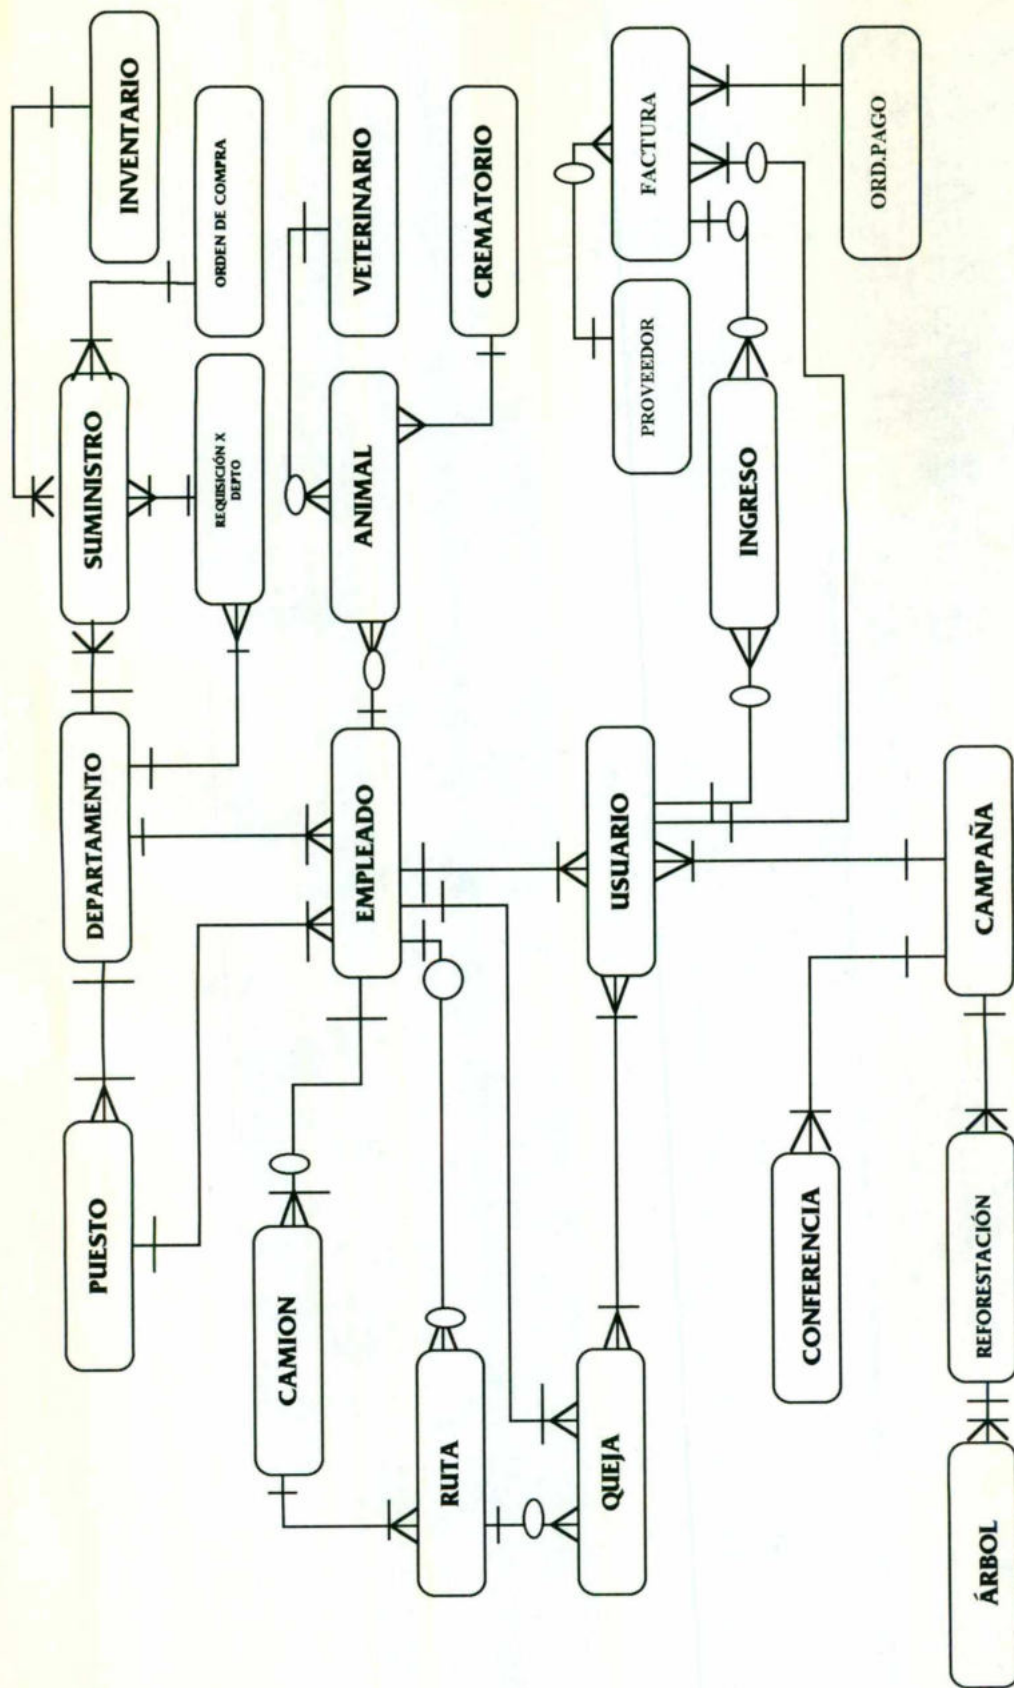 PUESTO
DEPARTAMENTO
SUMINISTRO
INVENTARIO
REQUISICIÓN X
DEPTO
ORDEN DE COMPRA
CAMION
EMPLEADO
ANIMAL
VETERINARIO
RUTA
CREMATORIO
QUEJA
USUARIO
PROVEEDOR
FACTURA
INGRESO
CONFERENCIA
ORD.PAGO
ÁRBOL
REFORESTACIÓN
CAMPAÑA